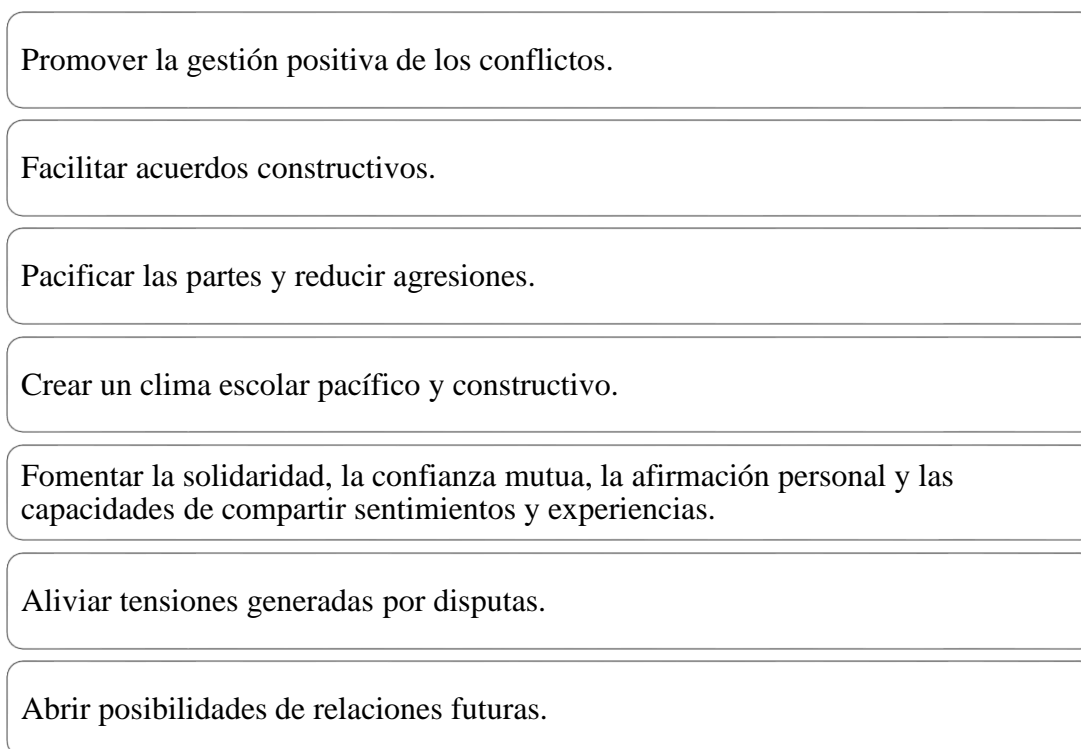 Promover la gestión positiva de los conflictos.
Facilitar acuerdos constructivos.
Pacificar las partes y reducir agresiones.
Crear un clima escolar pacífico y constructivo.
Fomentar la solidaridad, la confianza mutua, la afirmación personal y las
capacidades de compartir sentimientos y experiencias.
Aliviar tensiones generadas por disputas.
Abrir posibilidades de relaciones futuras.